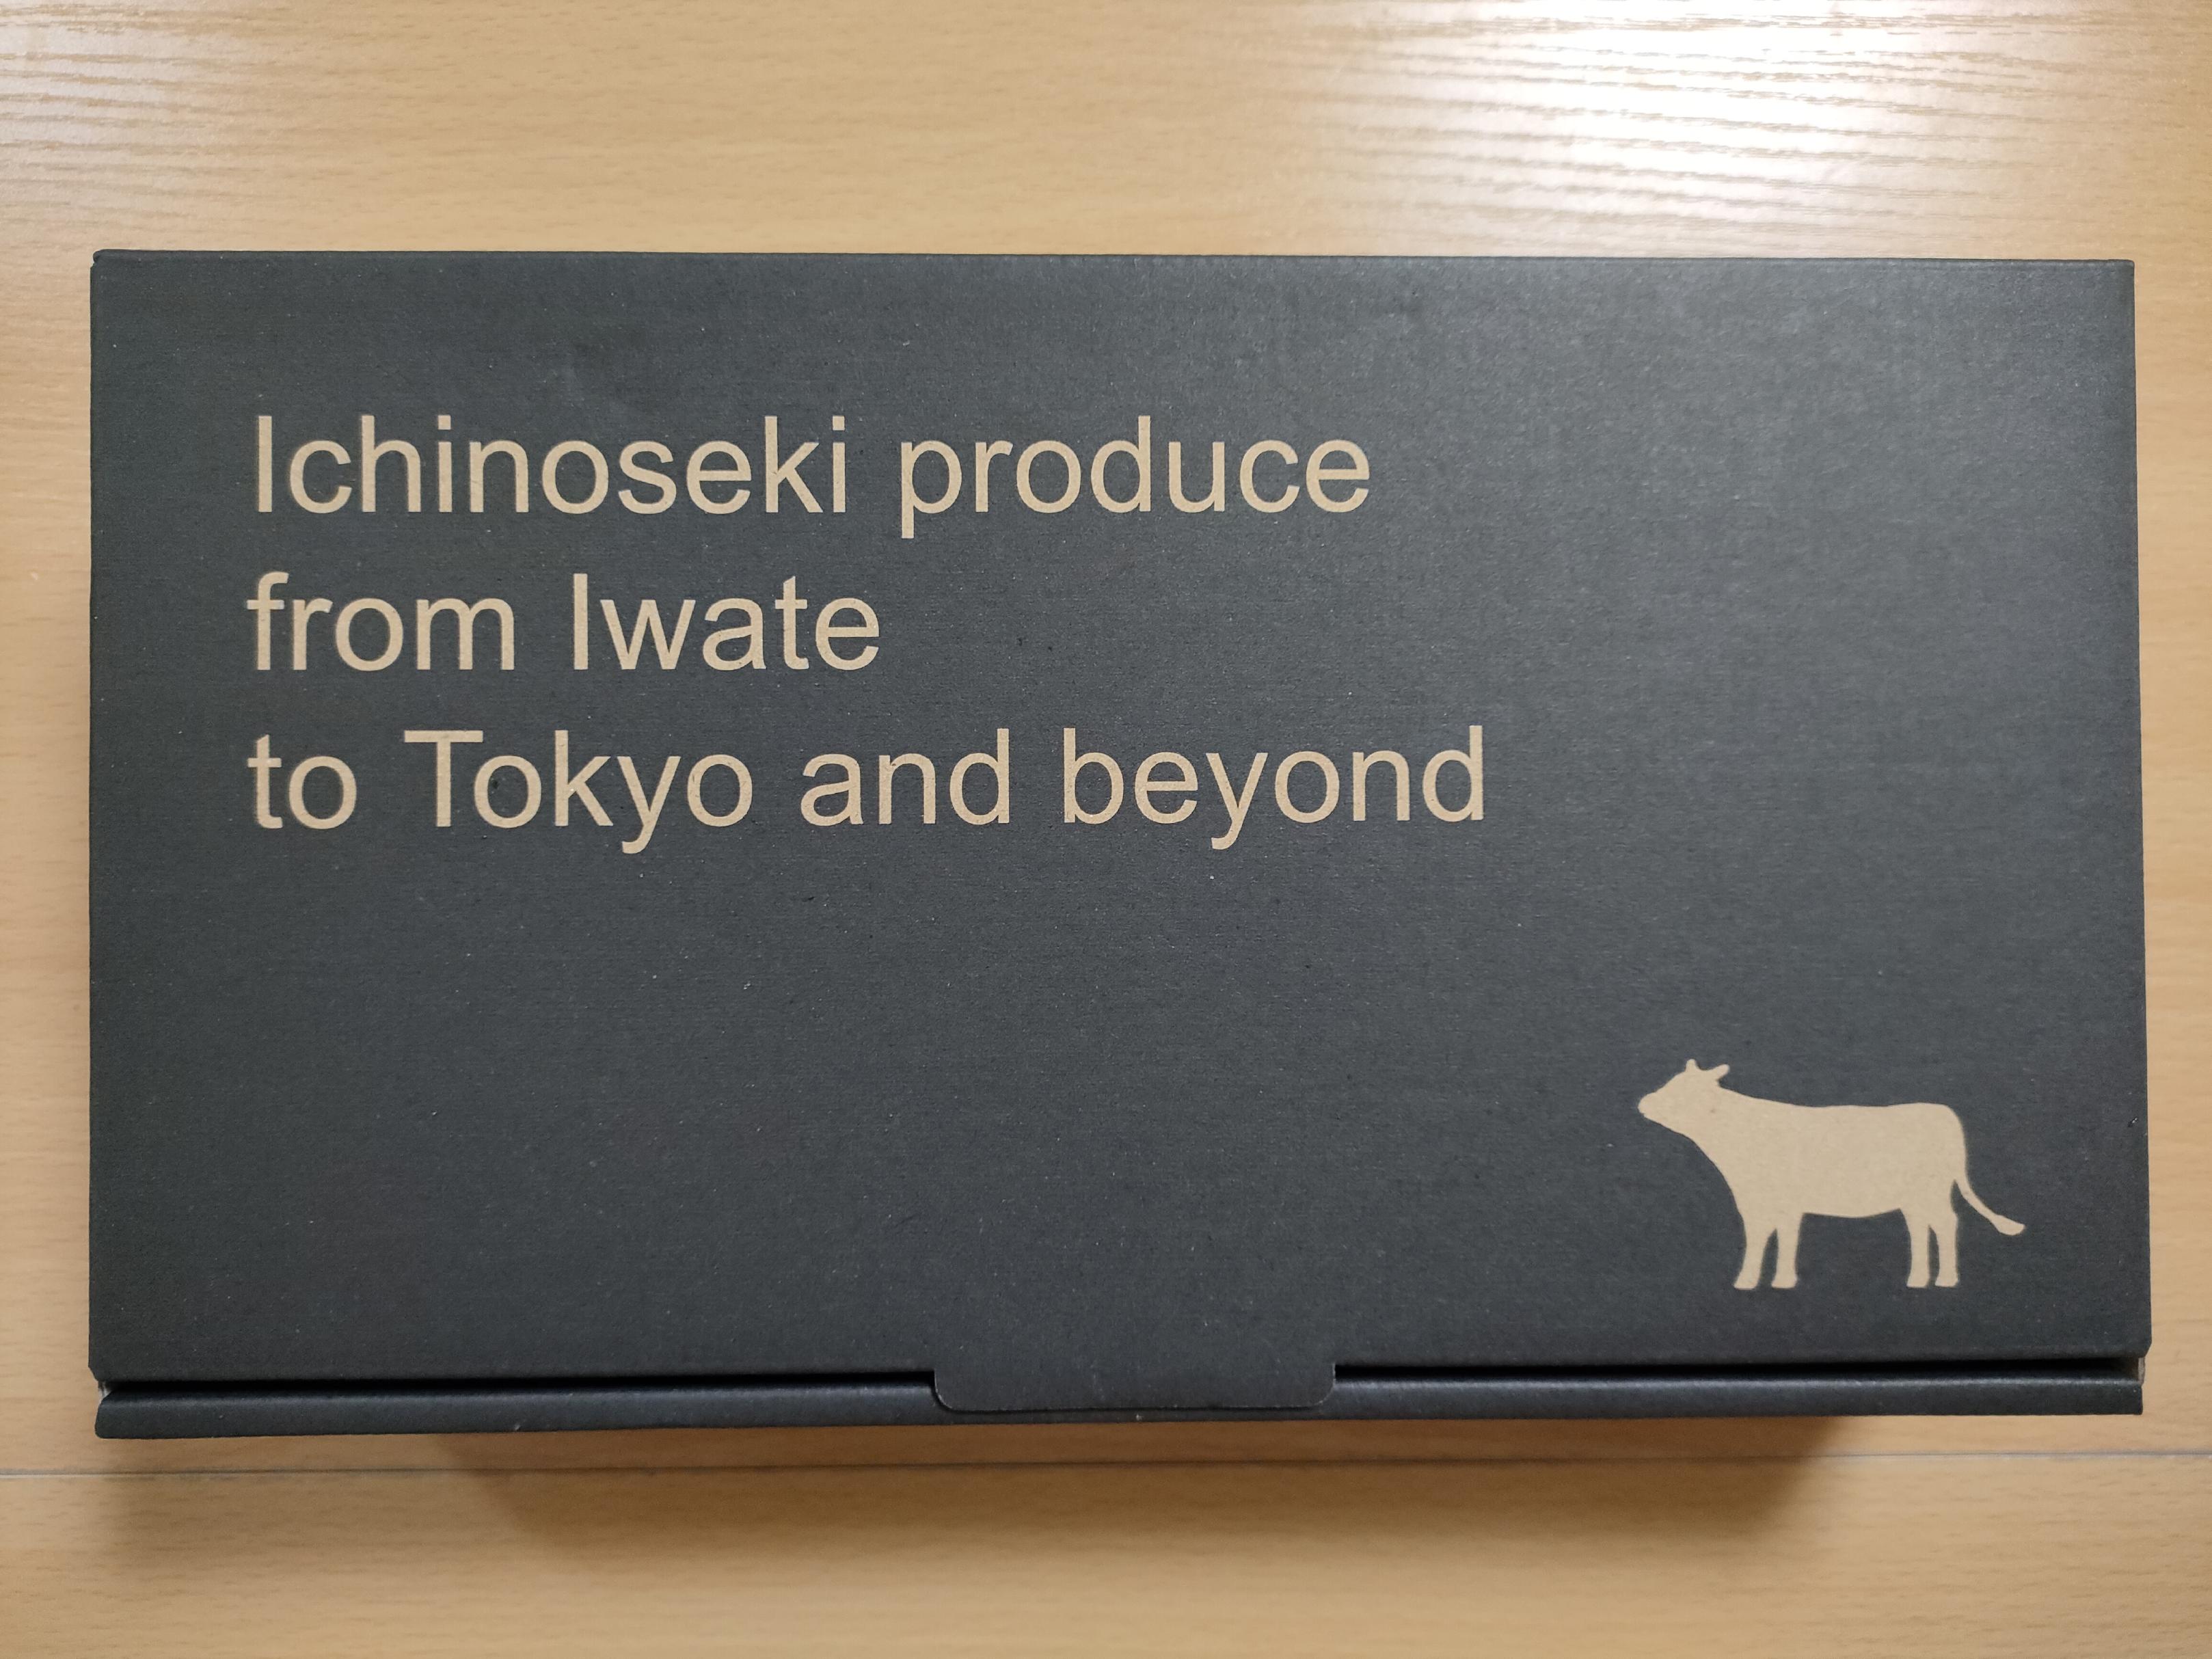 Ichinoseki produce
from Iwate
to Tokyo and beyond